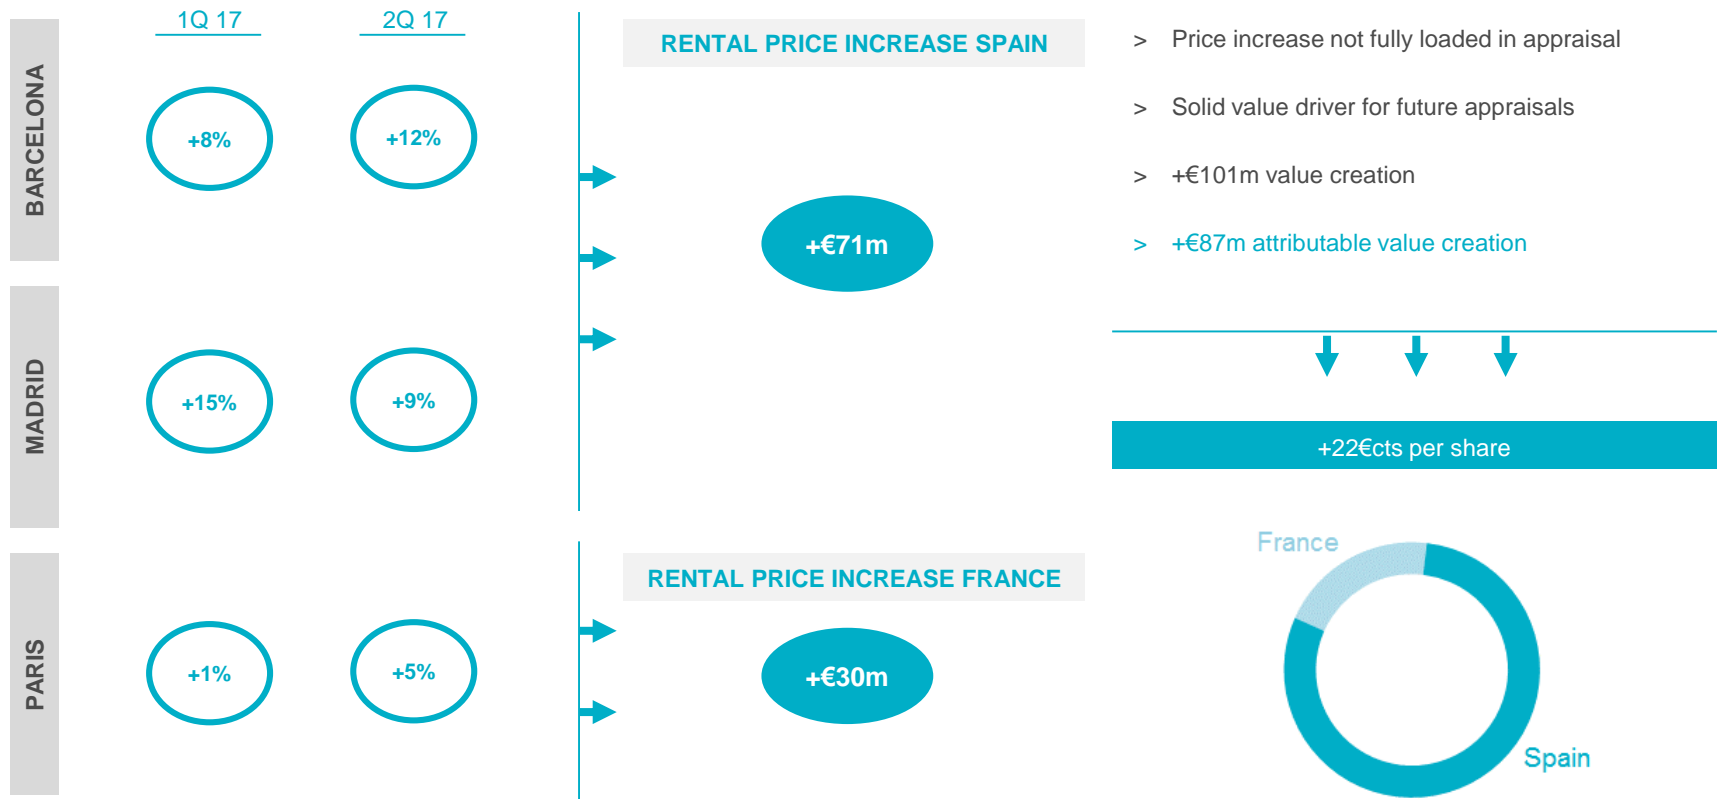 1Q 17
2Q 17
BARCELONA
+8%
+12%
MADRID
+15%
+9%
PARIS
+1%
+5%
RENTAL PRICE INCREASE SPAIN
+€71m
RENTAL PRICE INCREASE FRANCE
+€30m
> Price increase not fully loaded in appraisal
> Solid value driver for future appraisals
> +€101m value creation
> +€87m attributable value creation
+22€cts per share
France
Spain